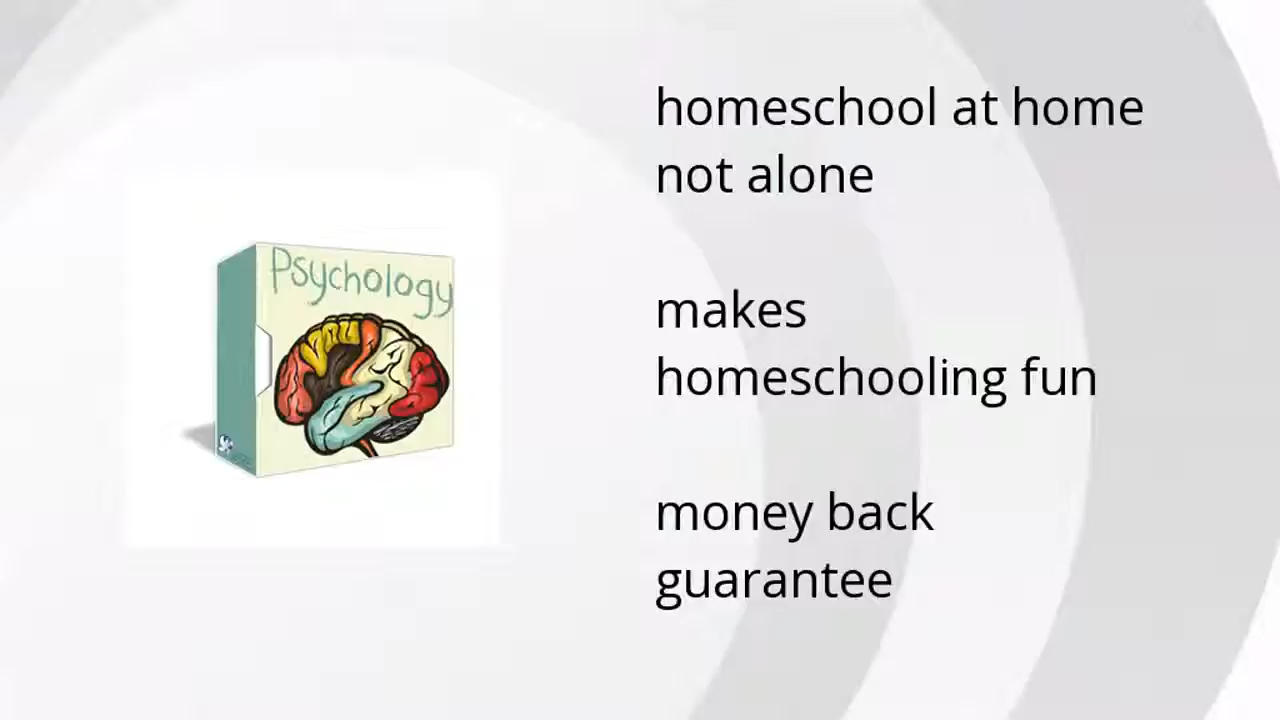 Psychology
homeschool at home
not alone
makes
homeschooling fun
money back
guarantee